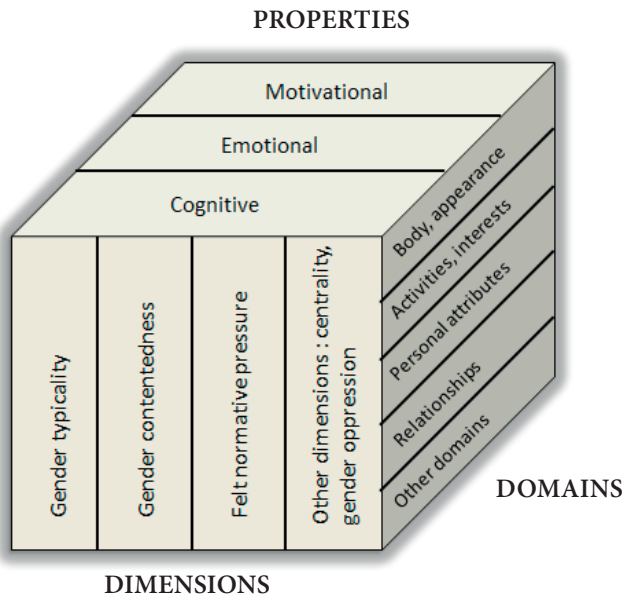 PROPERTIES
Motivational
Emotional
Cognitive
Body, appearance
Activities, interests
Personal attributes
Relationships
Other domains
Gender typicality
Gender contentedness
Felt normative pressure
Other dimensions : centrality,
gender oppression
DOMAINS
DIMENSIONS